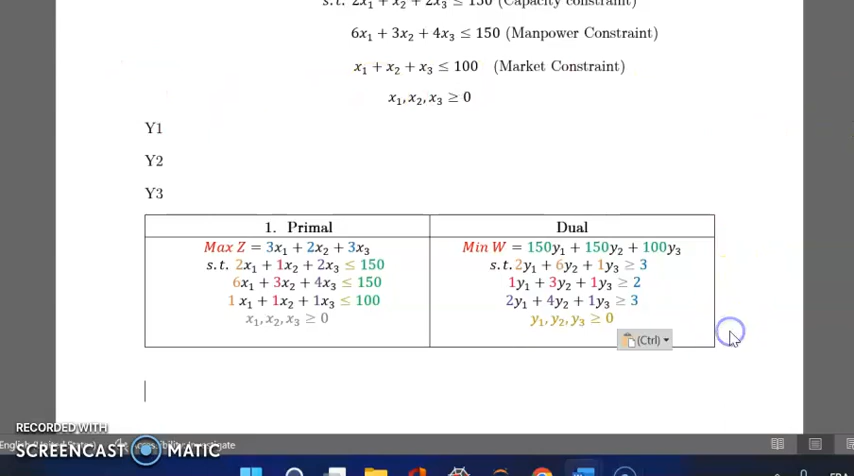 s.t. 2x₁ + x₂ + 2x₃ ≤ 150 (Capacity constraint)
6x₁ + 3x₂ + 4x₃ ≤ 150 (Manpower Constraint)
x₁ + x₂ + x₃ ≤ 100 (Market Constraint)
x₁, x₂, x₃ ≥ 0
Y1
Y2
Y3
1. Primal Dual
Max Z = 3x₁ + 2x₂ + 3x₃ Min W = 150y₁ + 150y₂ + 100y₃
s.t. 2x₁ + 1x₂ + 2x₃ ≤ 150 s.t. 2y₁ + 6y₂ + 1y₃ ≥ 3
6x₁ + 3x₂ + 4x₃ ≤ 150 1y₁ + 3y₂ + 1y₃ ≥ 2
1 x₁ + 1x₂ + 1x₃ ≤ 100 2y₁ + 4y₂ + 1y₃ ≥ 3
x₁, x₂, x₃ ≥ 0 y₁, y₂, y₃ ≥ 0
(Ctrl)
RECORDED WITH
SCREENCAST MATIC